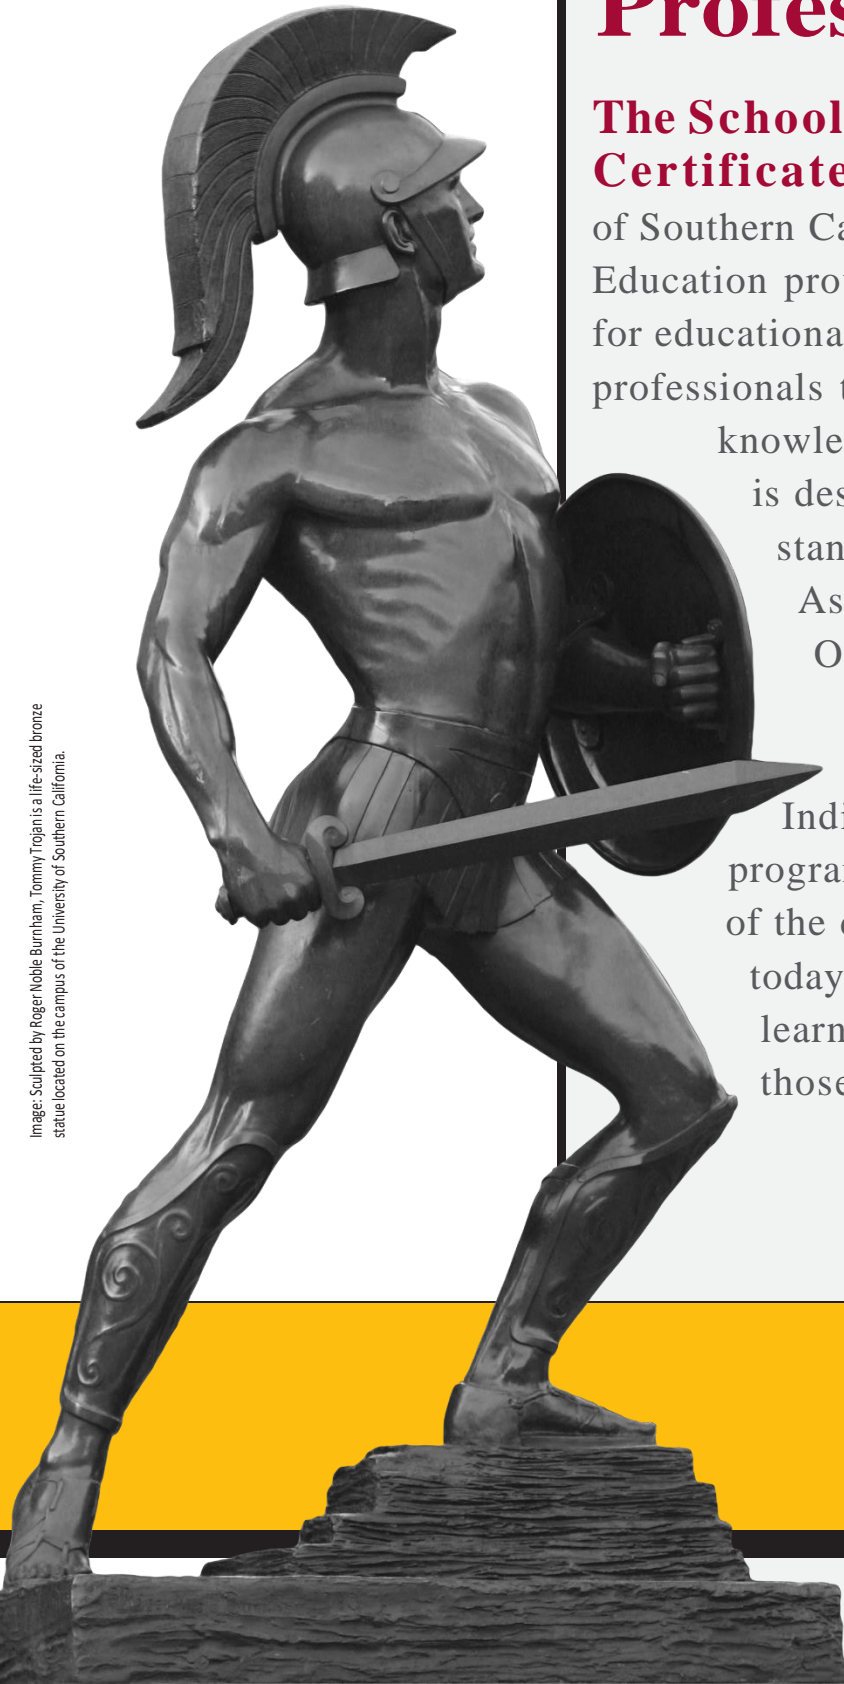 Profes
The School
Certificate
of Southern Ca
Education prov
for educationa
professionals t
knowle
is des
stan
As
O
Indi
progra
of the c
today
learn
those
Image: Sculpted by Roger Noble Burnham, Tommy Trojan is a life-sized bronze
statue located on the campus of the University of Southern California.